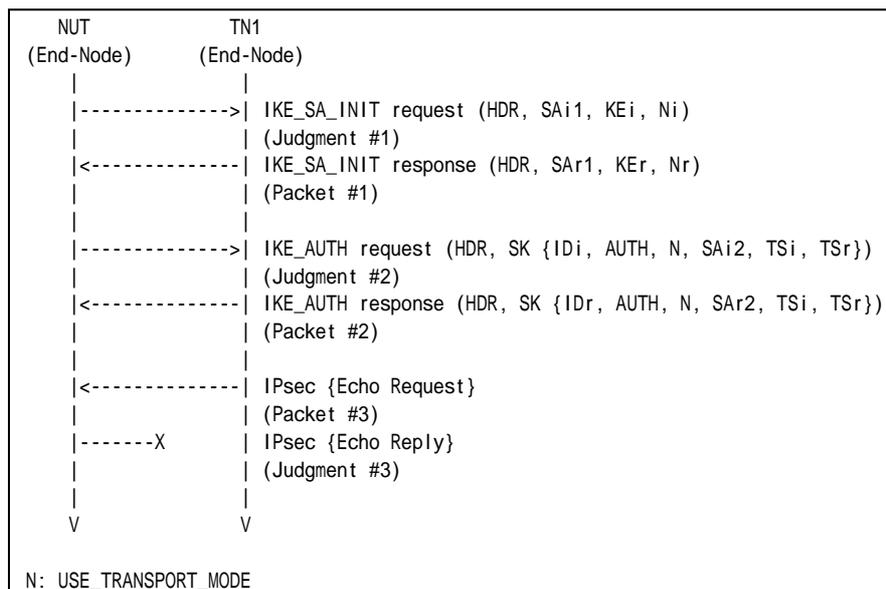 NUT TN1
(End-Node) (End-Node)
| |
|-------------->| IKE_SA_INIT request (HDR, SAi1, KEi, Ni)
| | (Judgment #1)
|<--------------| IKE_SA_INIT response (HDR, SAr1, KEr, Nr)
| | (Packet #1)
| |
|-------------->| IKE_AUTH request (HDR, SK {IDi, AUTH, N, SAi2, TSi, TSr})
| | (Judgment #2)
|<--------------| IKE_AUTH response (HDR, SK {IDr, AUTH, N, SAr2, TSi, TSr})
| | (Packet #2)
| |
|<--------------| IPsec {Echo Request}
| | (Packet #3)
|-------X | IPsec {Echo Reply}
| | (Judgment #3)
| |
V V
N: USE_TRANSPORT_MODE